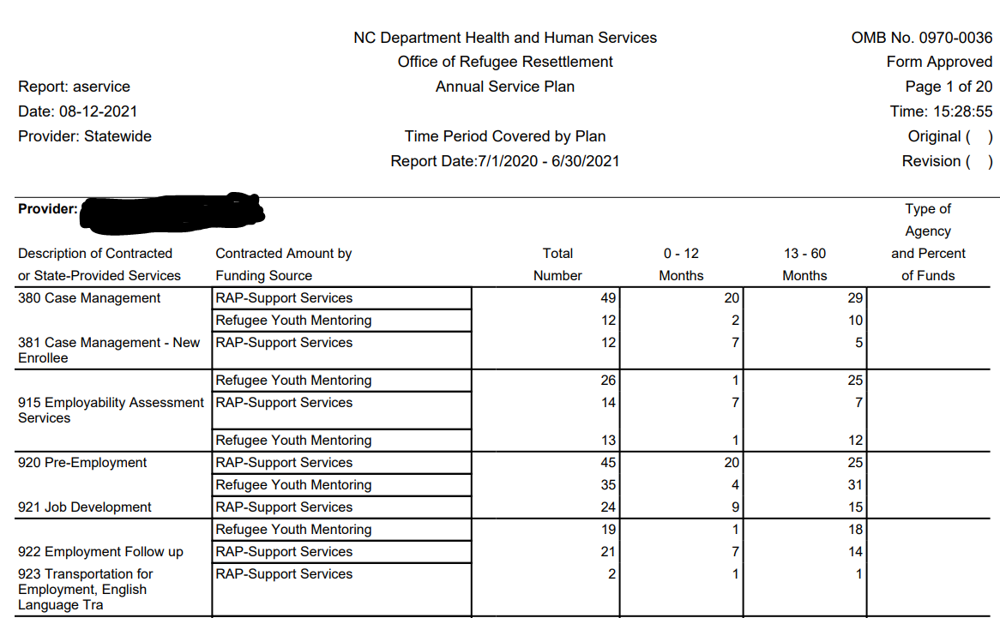 NC Department Health and Human Services
OMB No. 0970-0036
Office of Refugee Resettlement
Form Approved
Report: aservice
Annual Service Plan
Page 1 of 20
Date: 08-12-2021
Time: 15:28:55
Provider: Statewide
Time Period Covered by Plan
Original ( )
Report Date:7/1/2020 - 6/30/2021
Revision ( )
Provider:
Type of
Agency
Description of Contracted Contracted Amount by Total 0 - 12 13 - 60 and Percent
or State-Provided Services Funding Source Number Months Months of Funds
380 Case Management RAP-Support Services 49 20 29
Refugee Youth Mentoring 12 2 10
381 Case Management - New RAP-Support Services 12 7 5
Enrollee
Refugee Youth Mentoring 26 1 25
915 Employability Assessment RAP-Support Services 14 7 7
Services
Refugee Youth Mentoring 13 1 12
920 Pre-Employment RAP-Support Services 45 20 25
Refugee Youth Mentoring 35 4 31
921 Job Development RAP-Support Services 24 9 15
Refugee Youth Mentoring 19 1 18
922 Employment Follow up RAP-Support Services 21 7 14
923 Transportation for RAP-Support Services 2 1 1
Employment, English
Language Tra